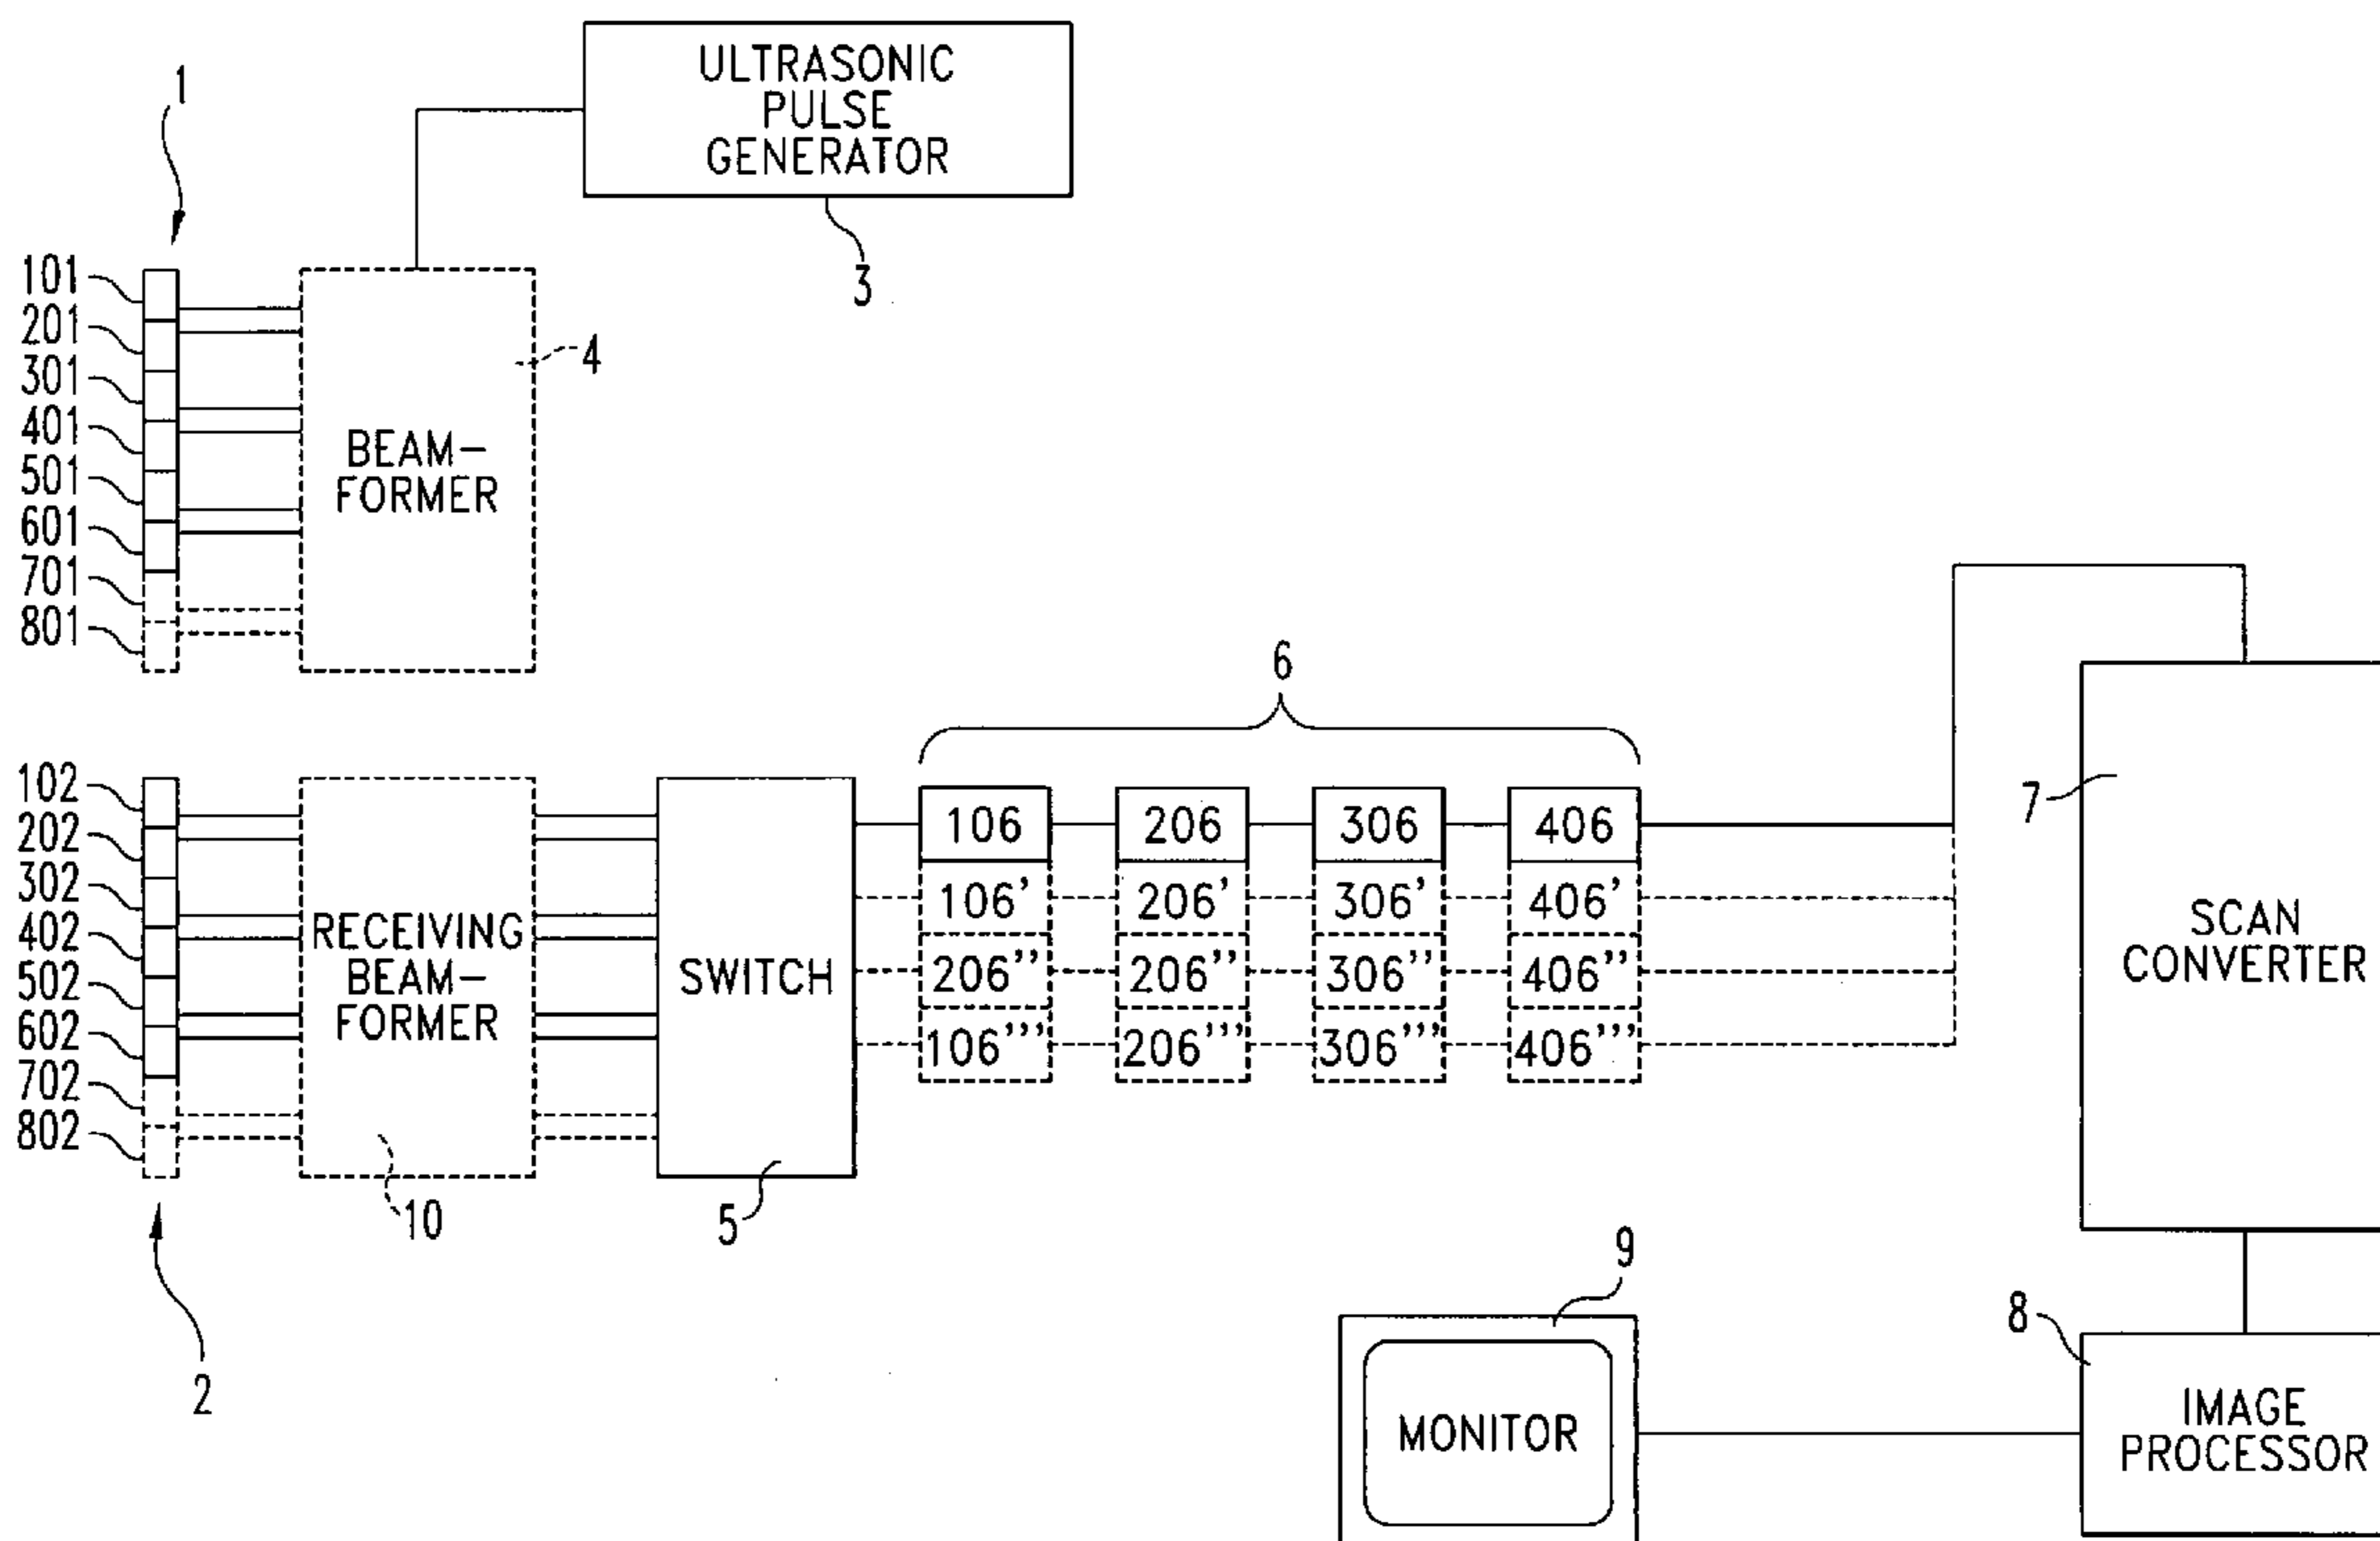 ULTRASONIC
PULSE
GENERATOR
1
3
101
201
301
401
501
601
701
801
4
BEAM-
FORMER
6
102
202
302
402
502
602
702
802
RECEIVING
BEAM-
FORMER
SWITCH
106 206 306 406
106' 206' 306' 406'
206'' 206'' 306'' 406''
106''' 206''' 306''' 406'''
7
SCAN
CONVERTER
10
5
2
9
MONITOR
8
IMAGE
PROCESSOR